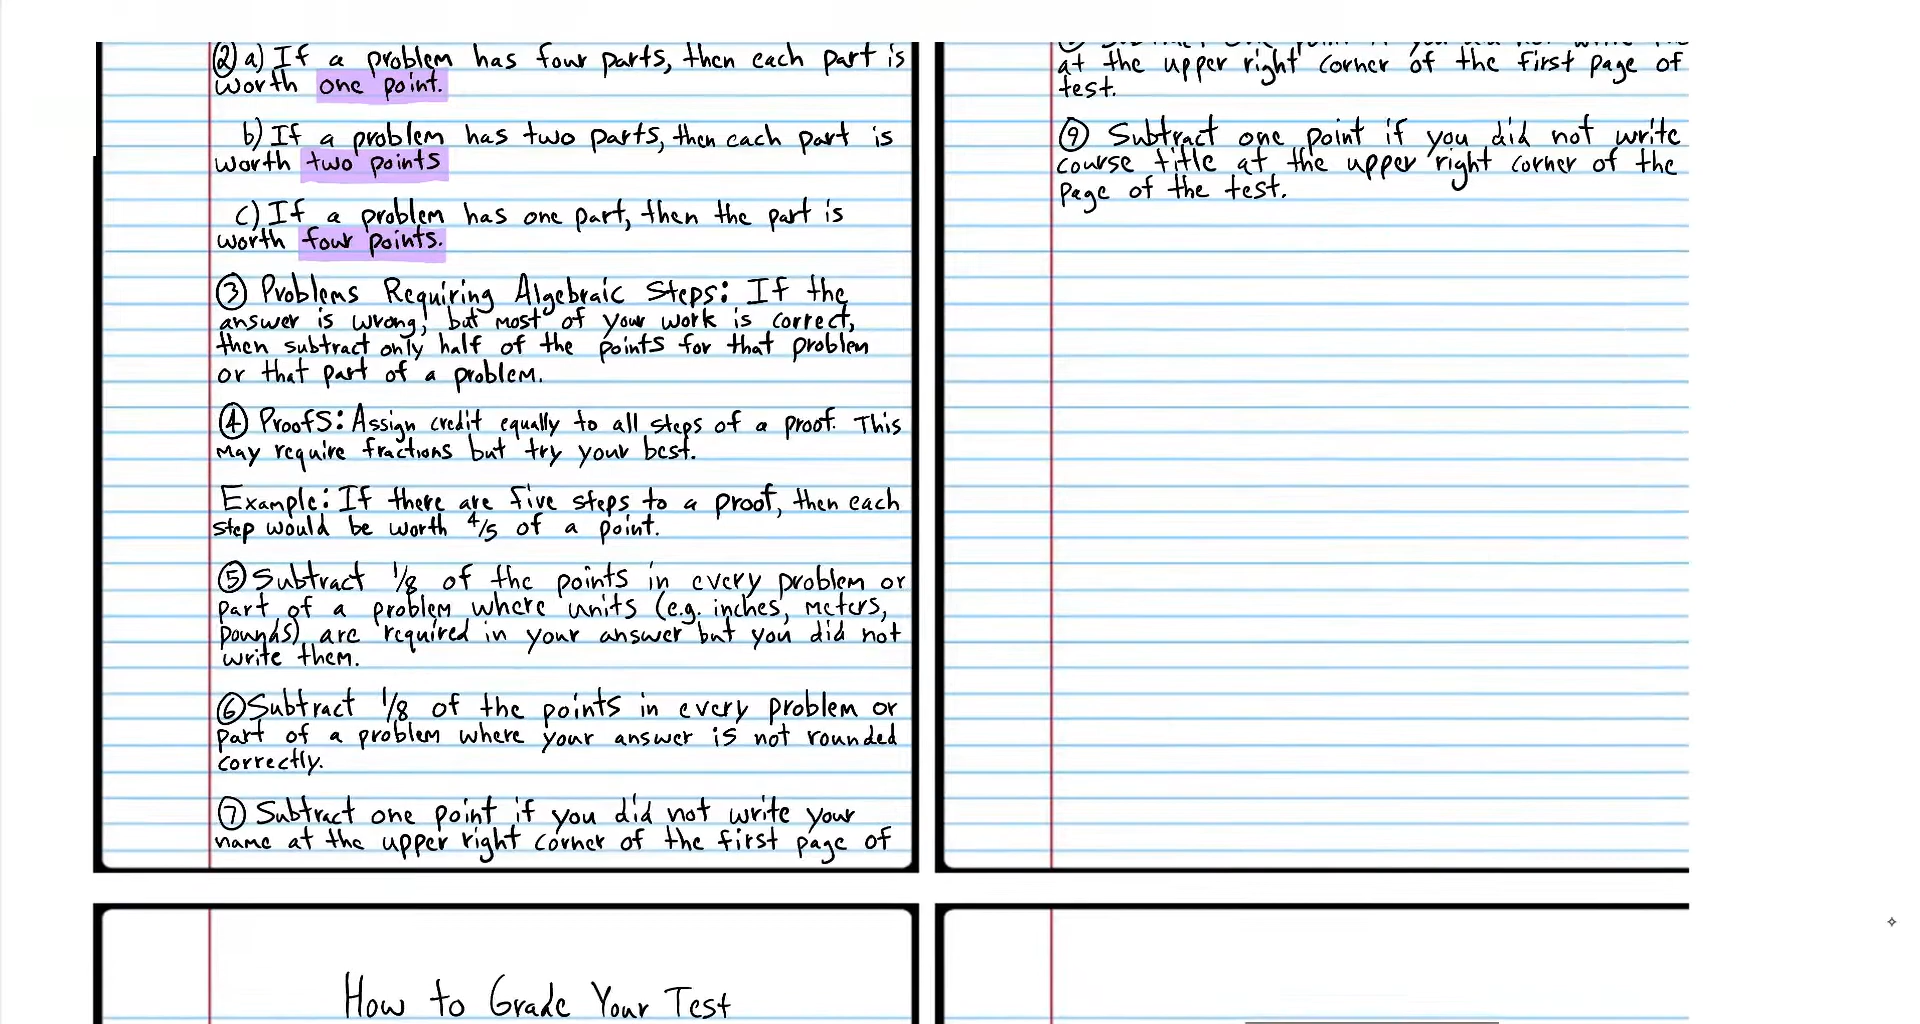 ② a) If a problem has four parts, then each part is
worth one point.
b) If a problem has two parts, then each part is
worth two points
c) If a problem has one part, then the part is
worth four points.
③ Problems Requiring Algebraic Steps: If the
answer is wrong, but most of your work is correct,
then subtract only half of the points for that problem
or that part of a problem.
④ Proofs: Assign credit equally to all steps of a proof. This
may require fractions but try your best.
Example: If there are five steps to a proof, then each
step would be worth 4/5 of a point.
⑤ Subtract 1/8 of the points in every problem or
part of a problem where units (e.g. inches, meters,
pounds) are required in your answer but you did not
write them.
⑥ Subtract 1/8 of the points in every problem or
part of a problem where your answer is not rounded
correctly.
⑦ Subtract one point if you did not write your
name at the upper right corner of the first page of
at the upper right corner of the first page of
test.
⑨ Subtract one point if you did not write
course title at the upper right corner of the
page of the test.
How to Grade Your Test